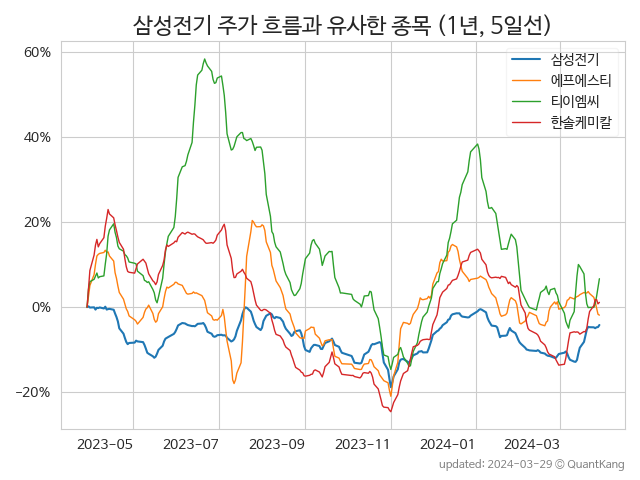 삼성전기 주가 흐름과 유사한 종목 (1년, 5일선)
60%
40%
20%
0%
−20%
삼성전기
에프에스티
티이엠씨
한솔케미칼
2023-05 2023-07 2023-09 2023-11 2024-01 2024-03
updated: 2024-03-29 © QuantKang